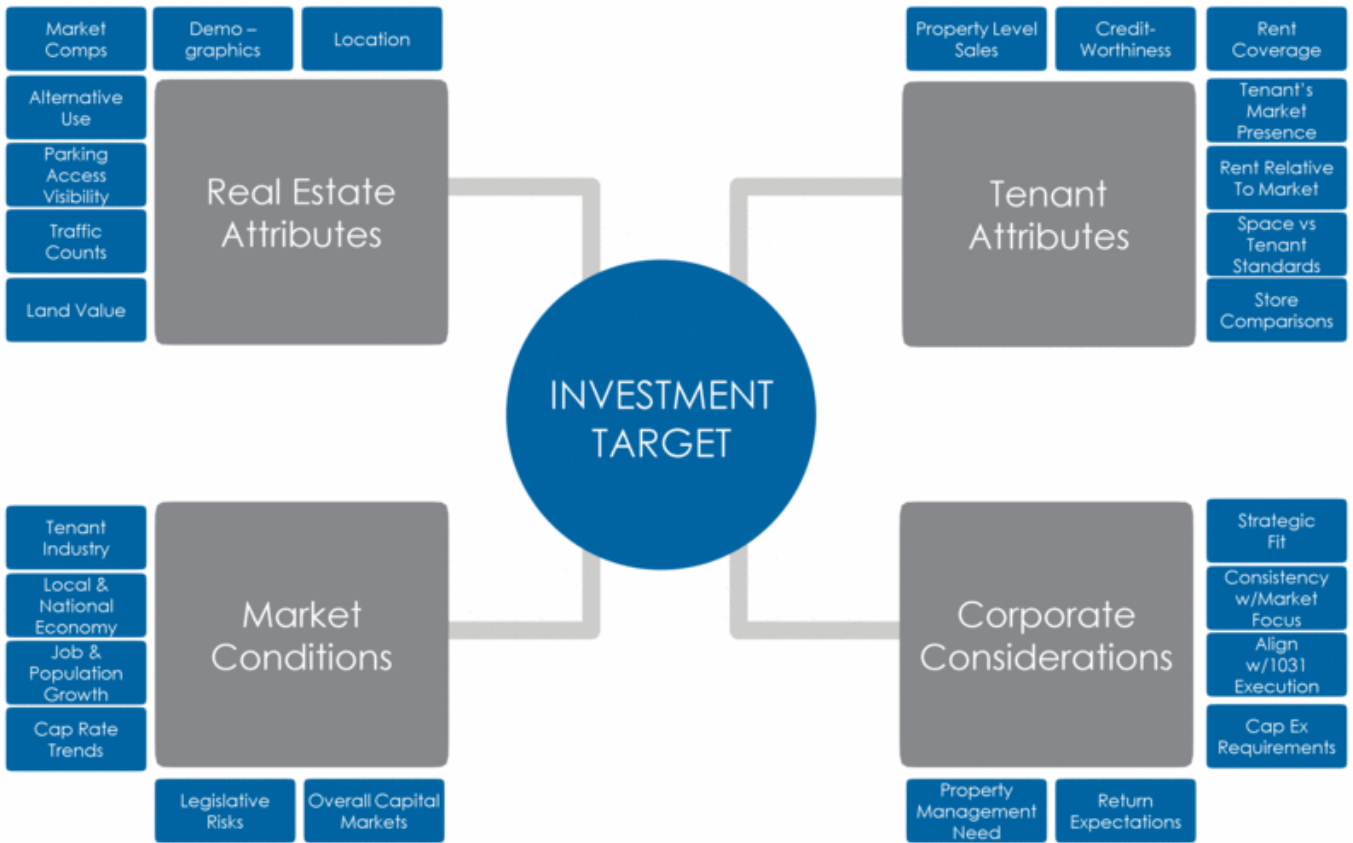 Market
Comps
Demo –
graphics
Location
Alternative
Use
Parking
Access
Visibility
Traffic
Counts
Land Value
Real Estate
Attributes
Property Level
Sales
Credit-
Worthiness
Rent
Coverage
Tenant's
Market
Presence
Rent Relative
To Market
Space vs
Tenant
Standards
Store
Comparisons
Tenant
Attributes
INVESTMENT
TARGET
Tenant
Industry
Local &
National
Economy
Job &
Population
Growth
Cap Rate
Trends
Legislative
Risks
Overall Capital
Markets
Market
Conditions
Strategic
Fit
Consistency
w/Market
Focus
Align
w/1031
Execution
Cap Ex
Requirements
Property
Management
Need
Return
Expectations
Corporate
Considerations